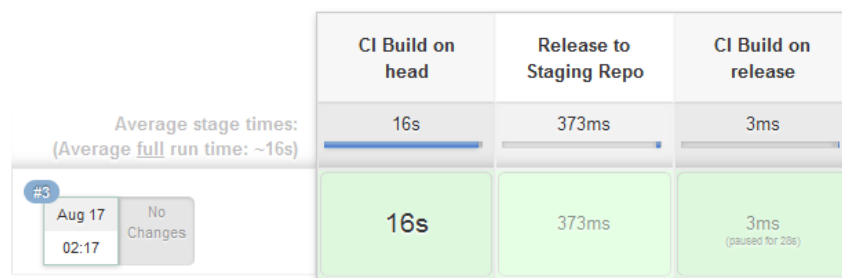 CI Build on
head
Release to
Staging Repo
CI Build on
release
Average stage times:
(Average full run time: ~16s)
16s
373ms
3ms
#3
Aug 17
02:17
No
Changes
16s
373ms
3ms
(paused for 28s)